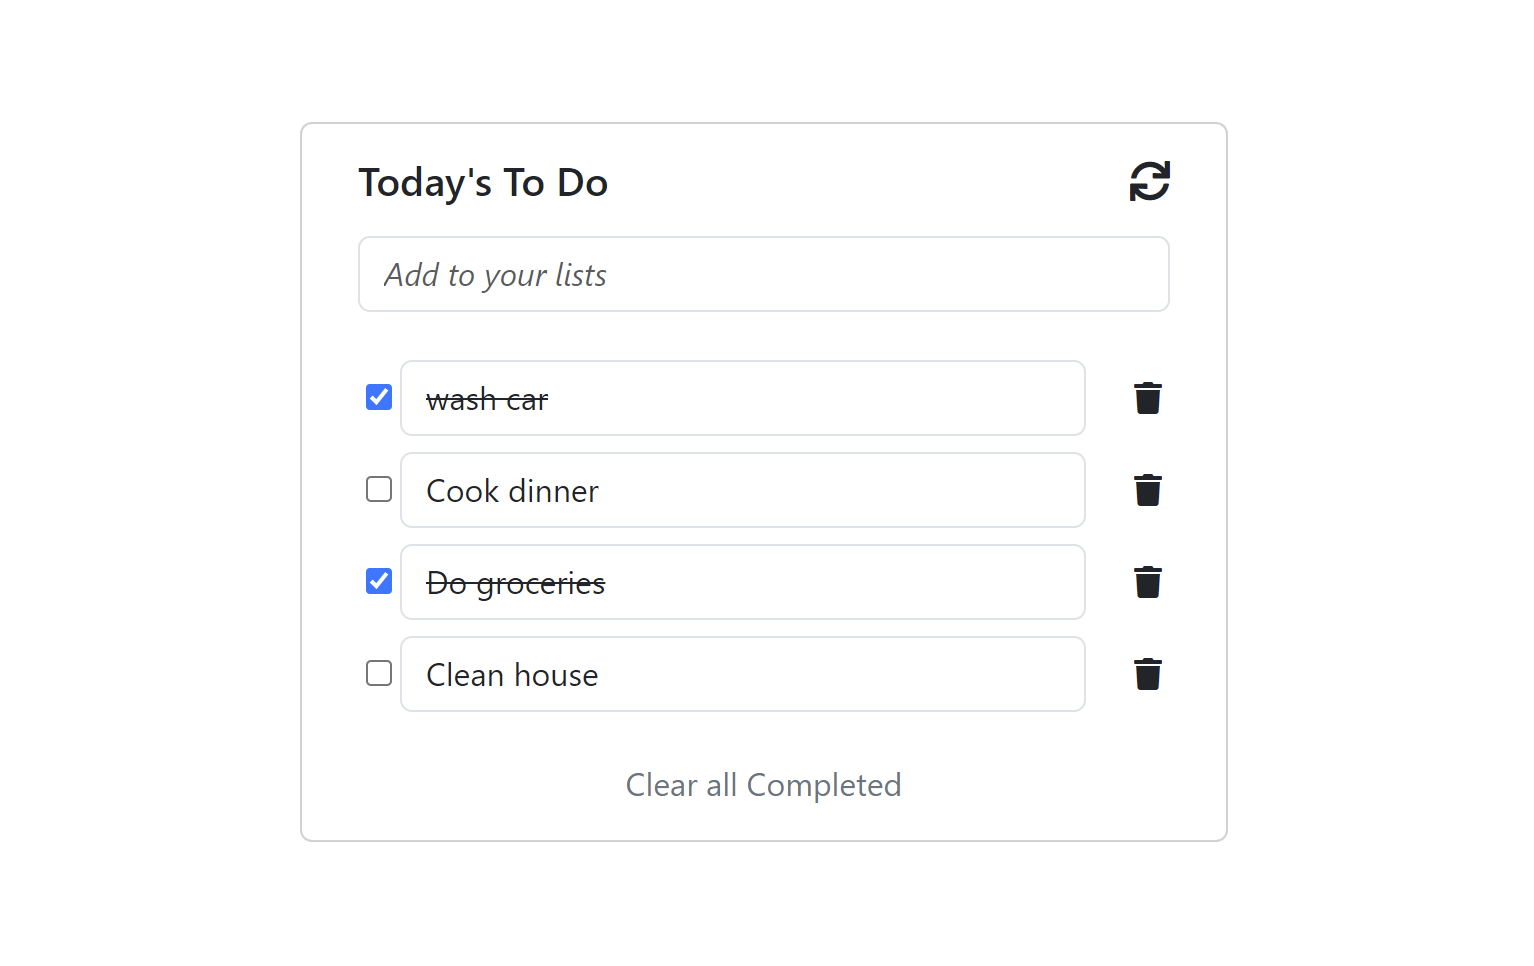 Today's To Do
Add to your lists
wash car
Cook dinner
Do groceries
Clean house
Clear all Completed